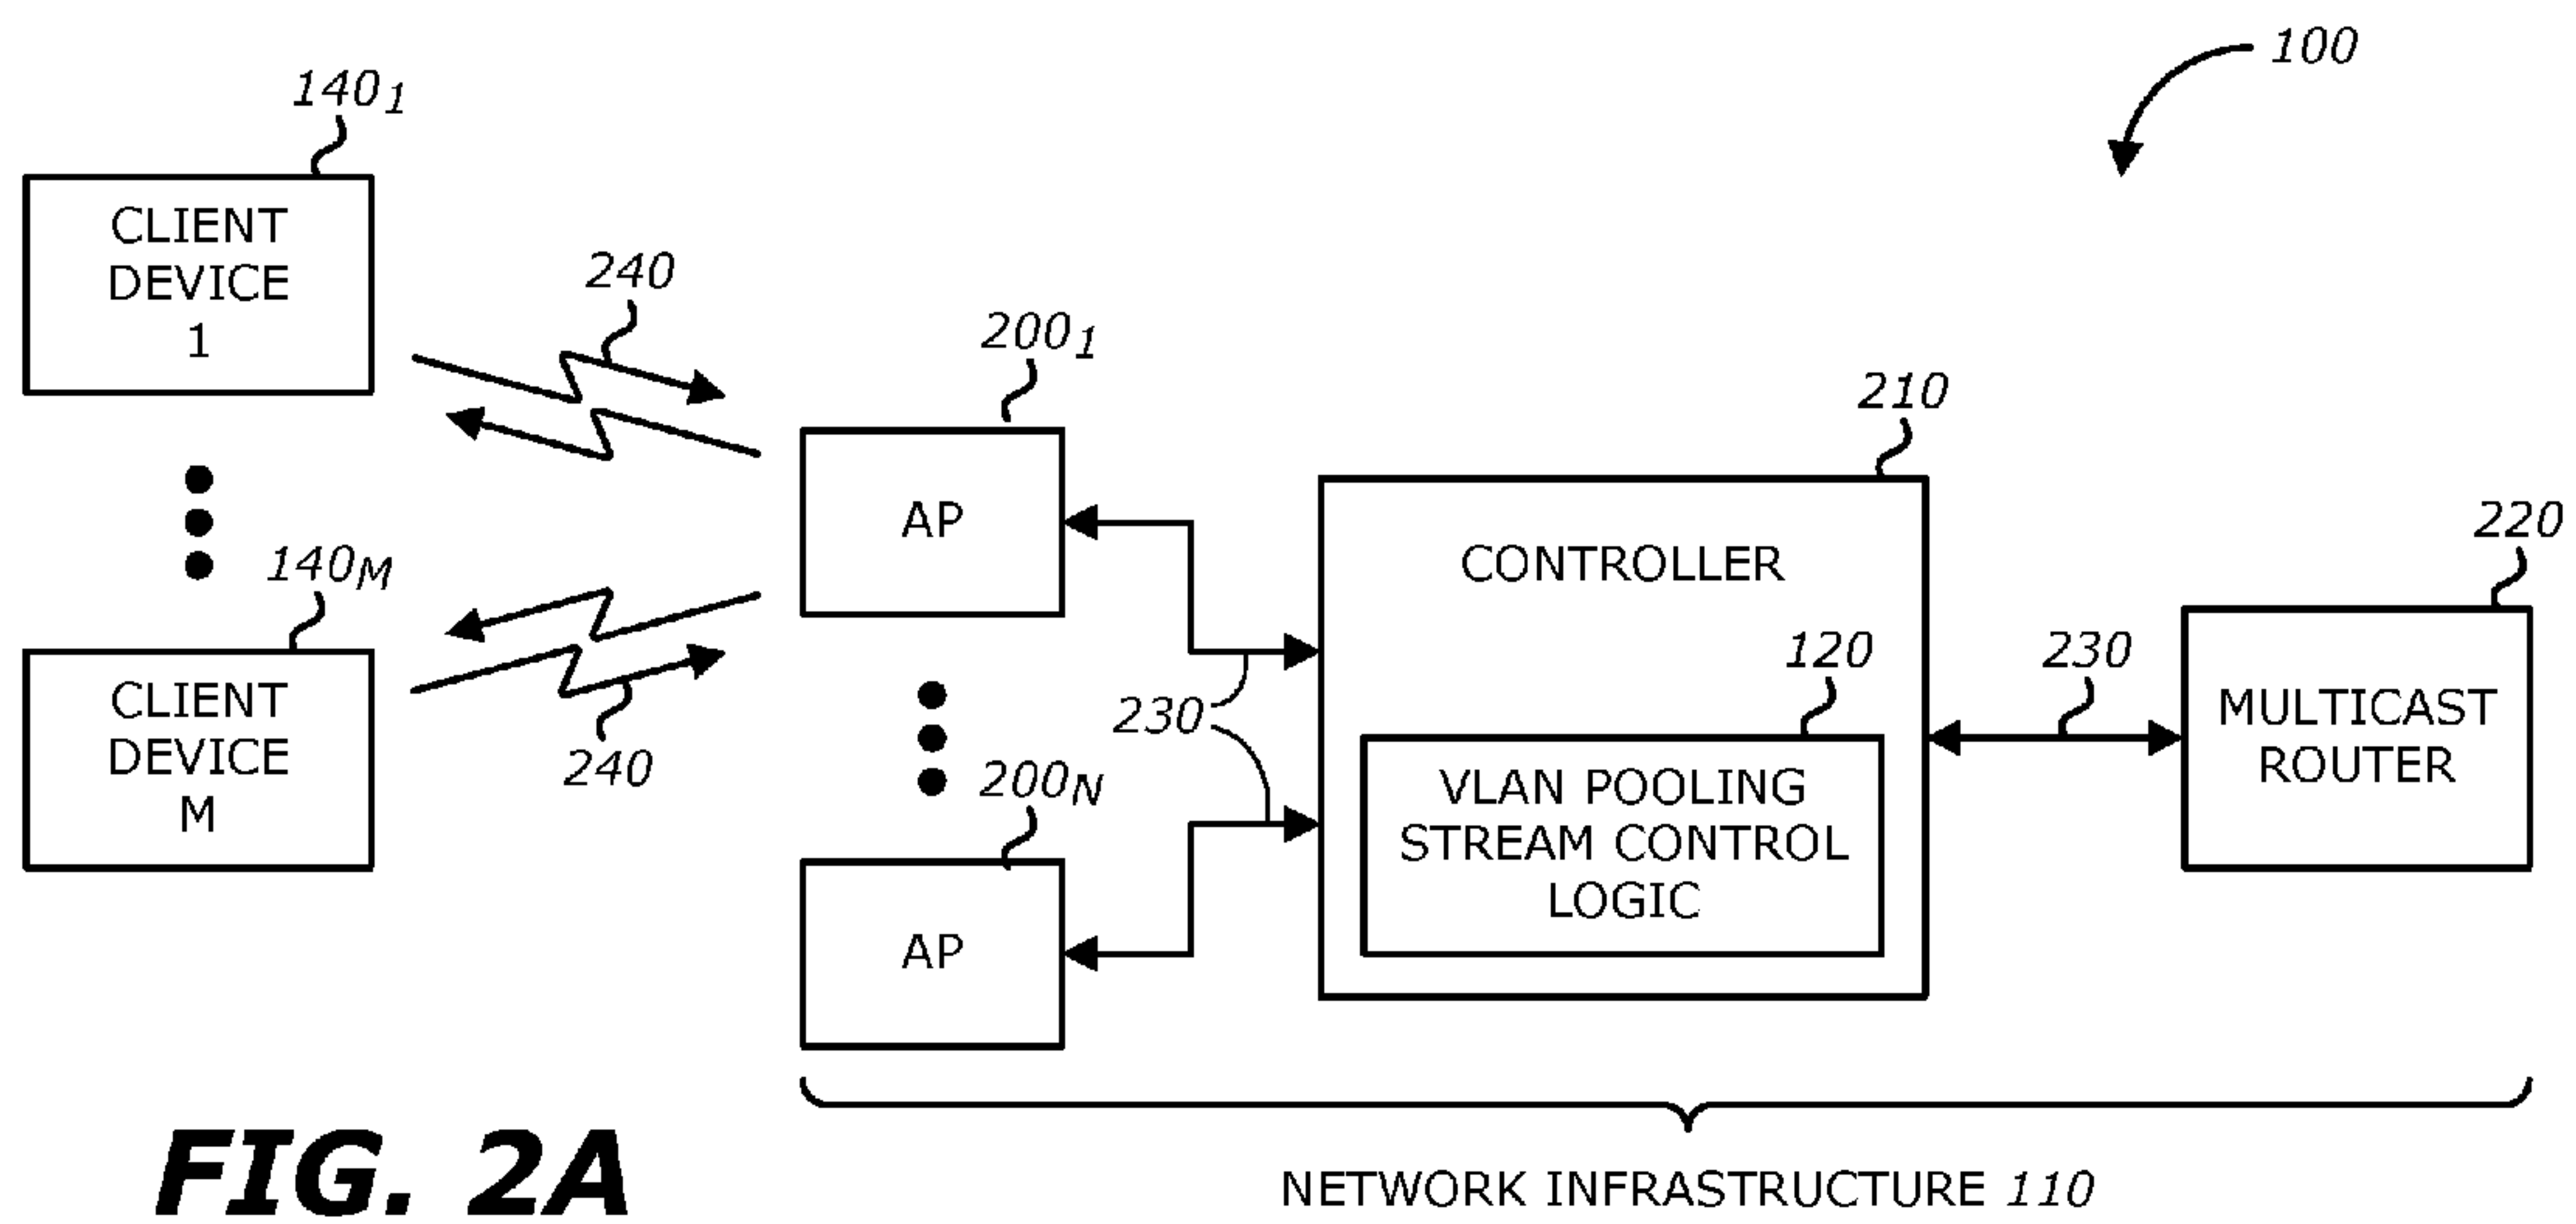 100
140₁
CLIENT
DEVICE
1
240
200₁
AP
210
CONTROLLER
220
MULTICAST
ROUTER
230
120
VLAN POOLING
STREAM CONTROL
LOGIC
230
140M
CLIENT
DEVICE
M
240
200N
AP
NETWORK INFRASTRUCTURE 110
FIG. 2A